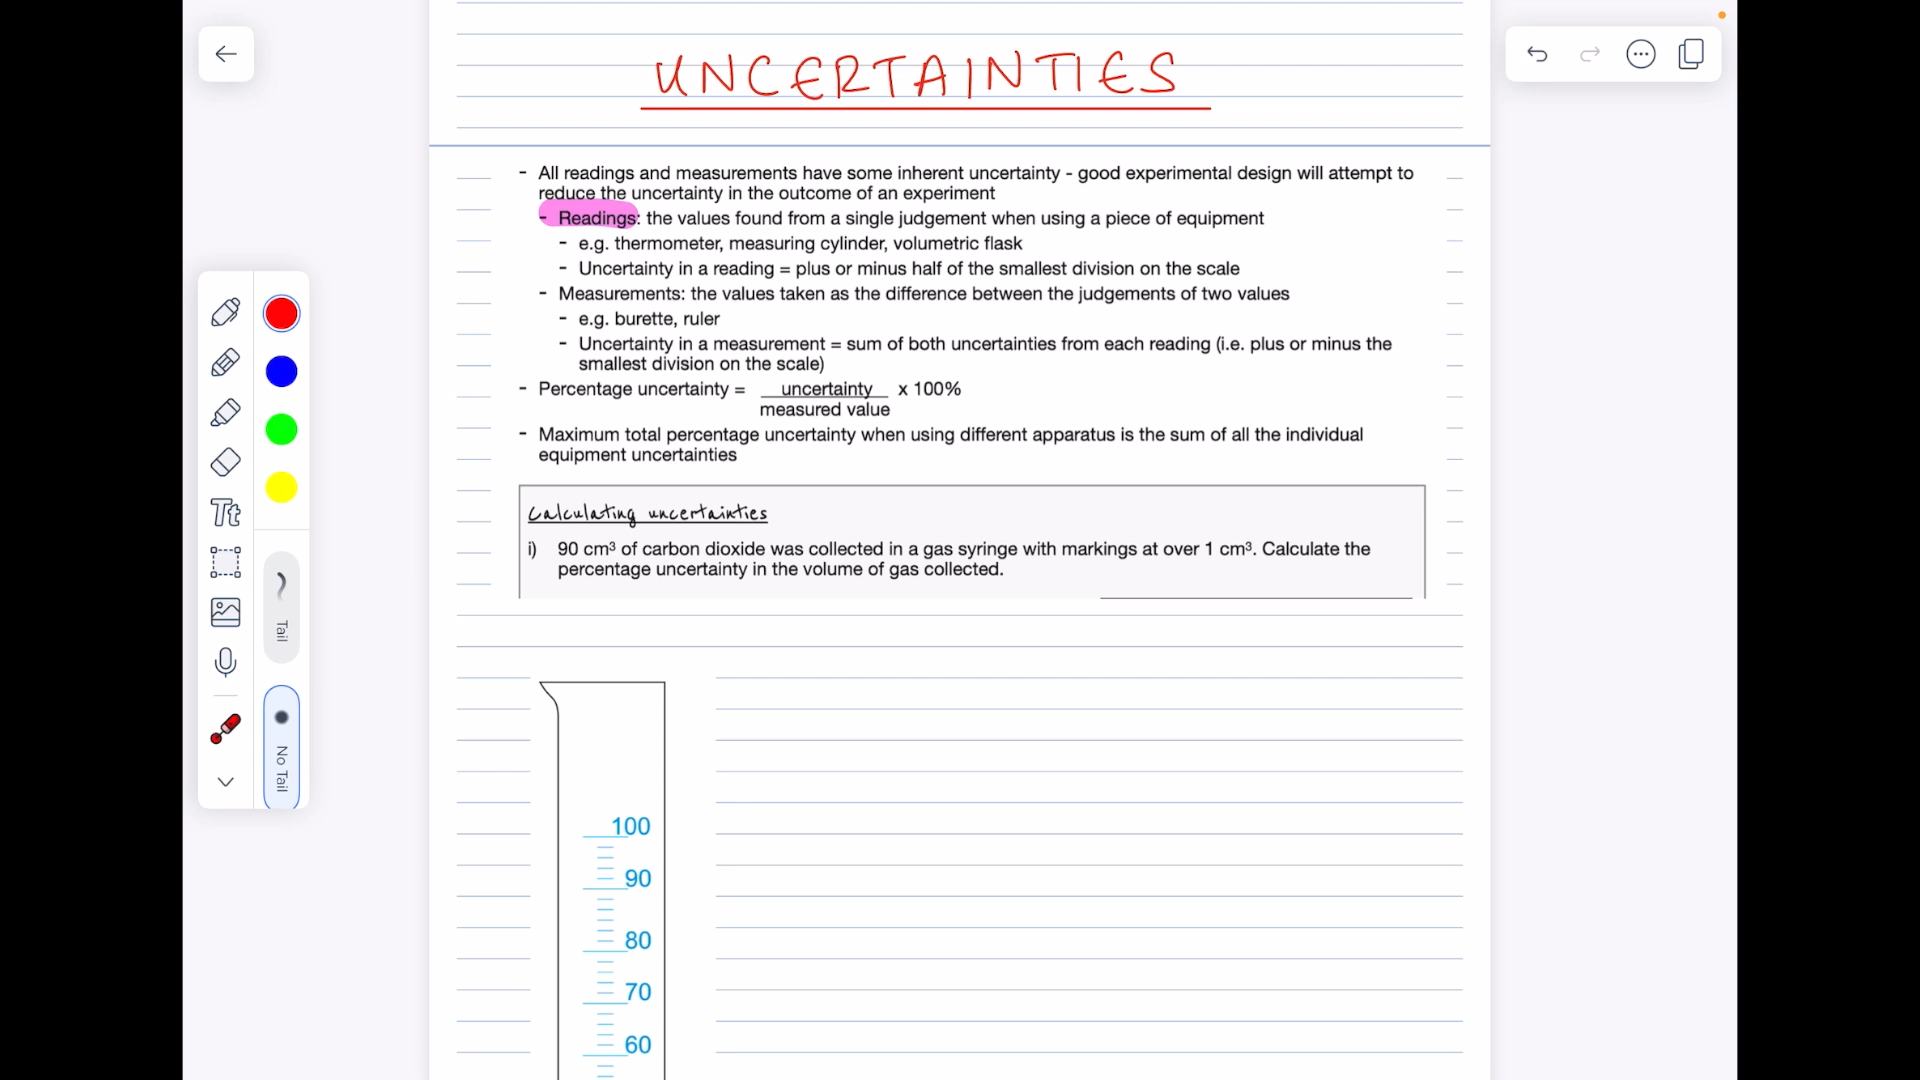 UNCERTAINTIES
- All readings and measurements have some inherent uncertainty - good experimental design will attempt to
reduce the uncertainty in the outcome of an experiment
- Readings: the values found from a single judgement when using a piece of equipment
- e.g. thermometer, measuring cylinder, volumetric flask
- Uncertainty in a reading = plus or minus half of the smallest division on the scale
- Measurements: the values taken as the difference between the judgements of two values
- e.g. burette, ruler
- Uncertainty in a measurement = sum of both uncertainties from each reading (i.e. plus or minus the
smallest division on the scale)
- Percentage uncertainty = uncertainty x 100%
measured value
- Maximum total percentage uncertainty when using different apparatus is the sum of all the individual
equipment uncertainties
Calculating uncertainties
i) 90 cm³ of carbon dioxide was collected in a gas syringe with markings at over 1 cm³. Calculate the
percentage uncertainty in the volume of gas collected.
Tt
Tail
No Tail
100
90
80
70
60